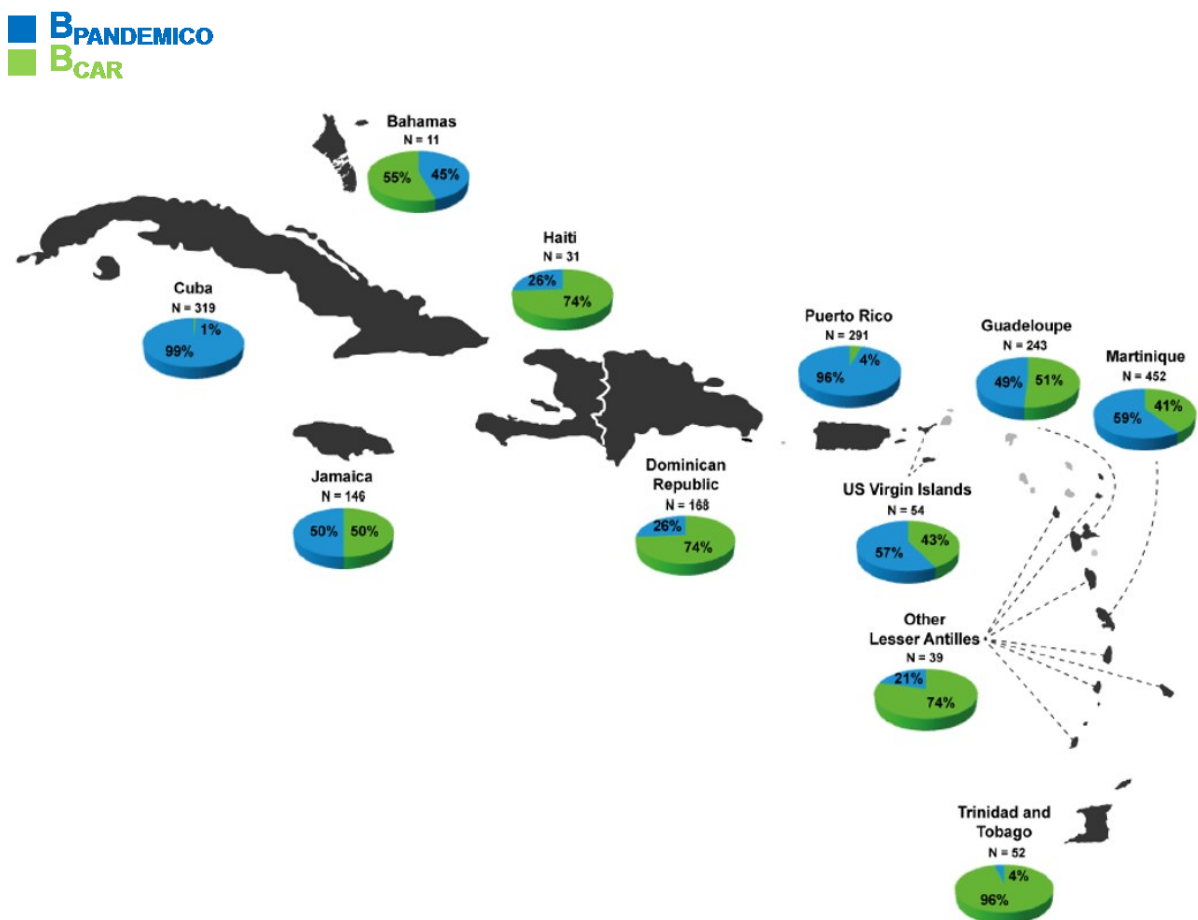 BPANDEMICO
BCAR
Bahamas
N = 11
55%
45%
Haiti
N = 31
26%
74%
Cuba
N = 319
1%
99%
Puerto Rico
N = 291
4%
96%
Guadeloupe
N = 243
49%
51%
Martinique
N = 452
59%
41%
Jamaica
N = 146
50%
50%
Dominican
Republic
N = 168
26%
74%
US Virgin Islands
N = 54
57%
43%
Other
Lesser Antilles
N = 39
21%
74%
Trinidad and
Tobago
N = 52
4%
96%